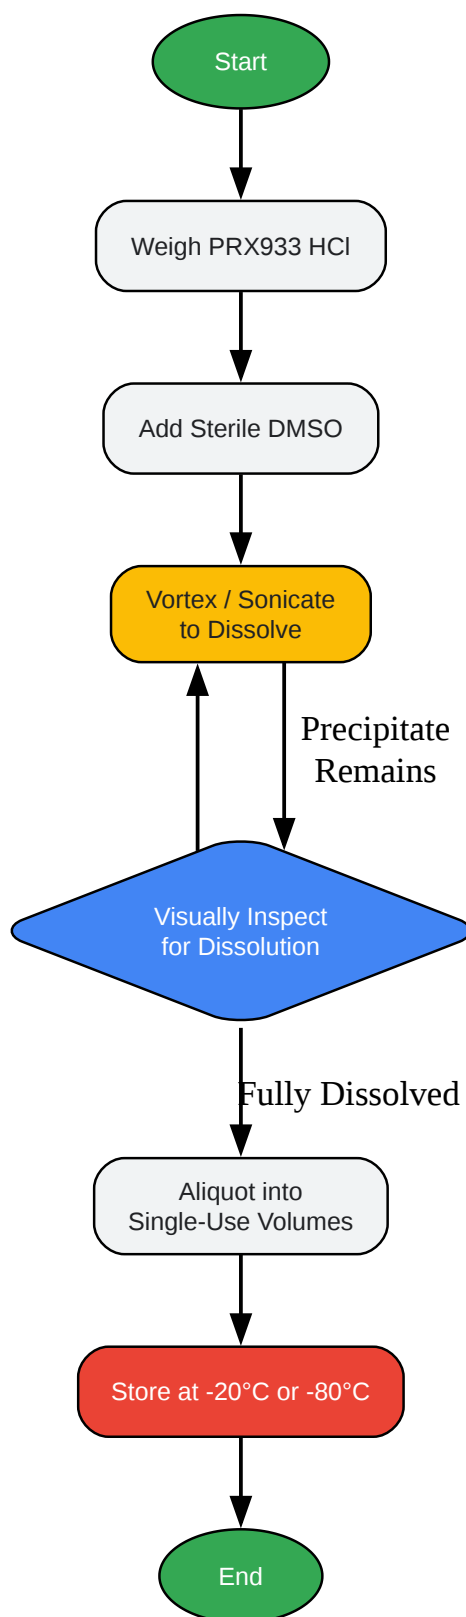 Start
Weigh PRX933 HCl
Add Sterile DMSO
Vortex / Sonicate
to Dissolve
Precipitate
Remains
Visually Inspect
for Dissolution
Fully Dissolved
Aliquot into
Single-Use Volumes
Store at -20°C or -80°C
End